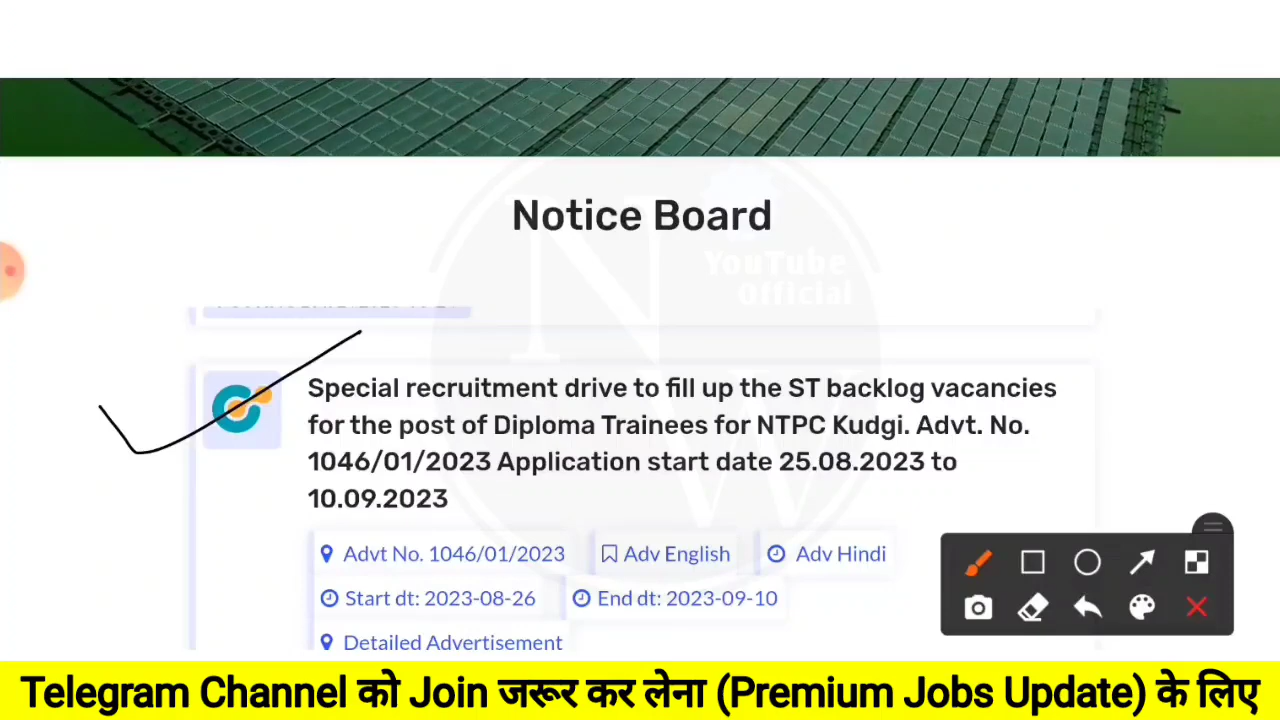 Notice Board
YouTube
Official
Special recruitment drive to fill up the ST backlog vacancies
for the post of Diploma Trainees for NTPC Kudgi. Advt. No.
1046/01/2023 Application start date 25.08.2023 to
10.09.2023
Advt No. 1046/01/2023 Adv English Adv Hindi
Start dt: 2023-08-26 End dt: 2023-09-10
Detailed Advertisement
Telegram Channel को Join जरूर कर लेना (Premium Jobs Update) के लिए